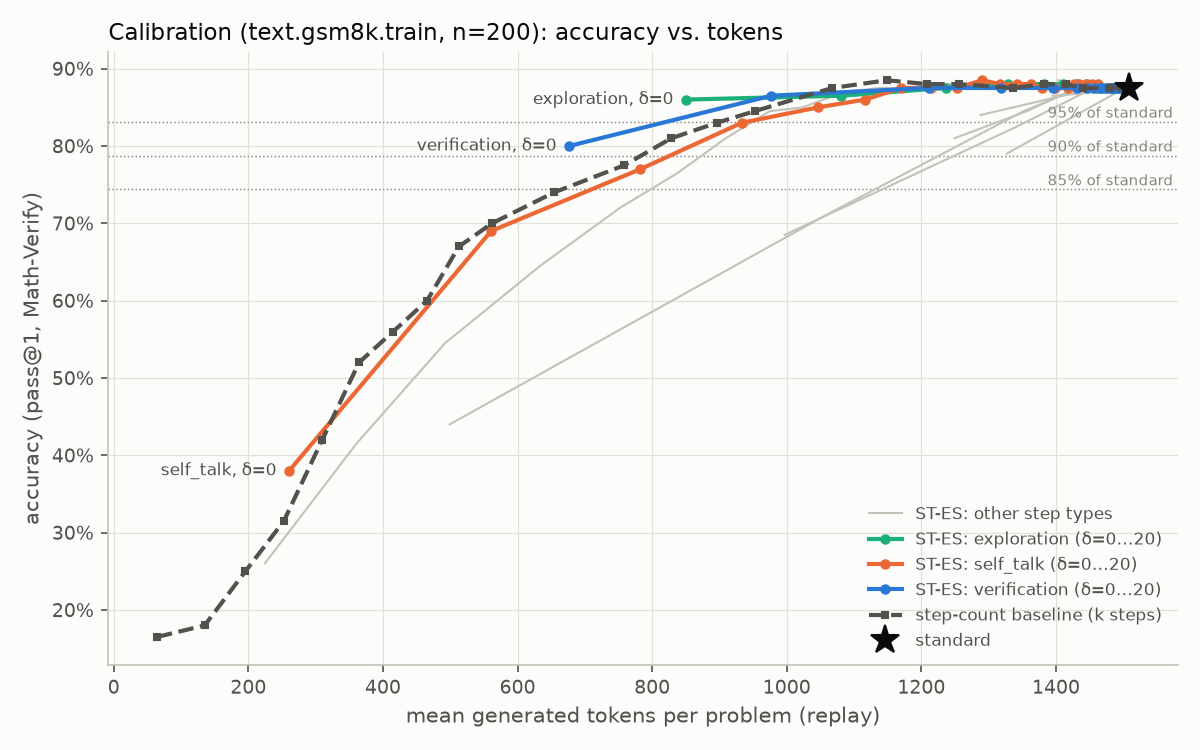 Calibration (text.gsm8k.train, n=200): accuracy vs. tokens
90%
80%
70%
60%
50%
40%
30%
20%
accuracy (pass@1, Math-Verify)
exploration, δ=0
verification, δ=0
self_talk, δ=0
95% of standard
90% of standard
85% of standard
ST-ES: other step types
ST-ES: exploration (δ=0…20)
ST-ES: self_talk (δ=0…20)
ST-ES: verification (δ=0…20)
step-count baseline (k steps)
standard
0 200 400 600 800 1000 1200 1400
mean generated tokens per problem (replay)